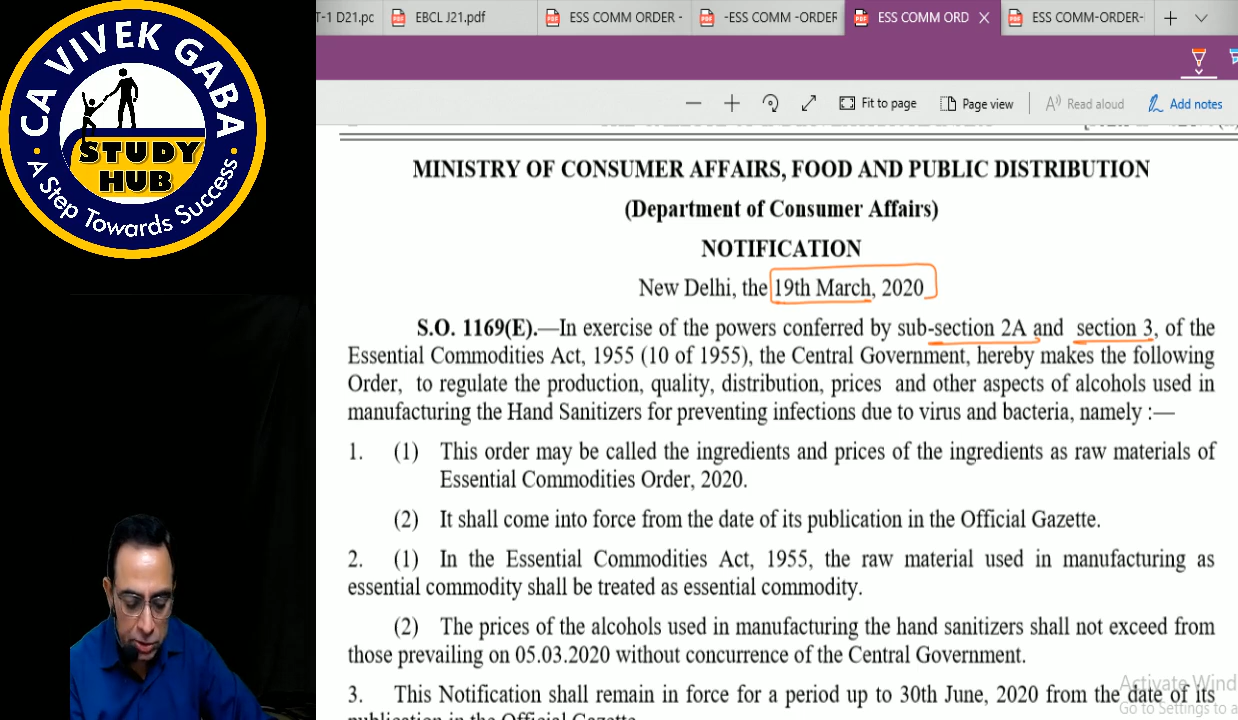 CA VIVEK GABA
STUDY
HUB
A Step Towards Success
T-1 D21.pc
EBCL J21.pdf
ESS COMM ORDER -
-ESS COMM -ORDER
ESS COMM ORD
ESS COMM-ORDER-
Fit to page
Page view
Read aloud
Add notes
MINISTRY OF CONSUMER AFFAIRS, FOOD AND PUBLIC DISTRIBUTION
(Department of Consumer Affairs)
NOTIFICATION
New Delhi, the 19th March, 2020
S.O. 1169(E).—In exercise of the powers conferred by sub-section 2A and section 3, of the
Essential Commodities Act, 1955 (10 of 1955), the Central Government, hereby makes the following
Order, to regulate the production, quality, distribution, prices and other aspects of alcohols used in
manufacturing the Hand Sanitizers for preventing infections due to virus and bacteria, namely :—
1. (1) This order may be called the ingredients and prices of the ingredients as raw materials of
Essential Commodities Order, 2020.
(2) It shall come into force from the date of its publication in the Official Gazette.
2. (1) In the Essential Commodities Act, 1955, the raw material used in manufacturing as
essential commodity shall be treated as essential commodity.
(2) The prices of the alcohols used in manufacturing the hand sanitizers shall not exceed from
those prevailing on 05.03.2020 without concurrence of the Central Government.
3. This Notification shall remain in force for a period up to 30th June, 2020 from the date of its
publication in the Official Gazette.
Activate Wind
Go to Settings to a